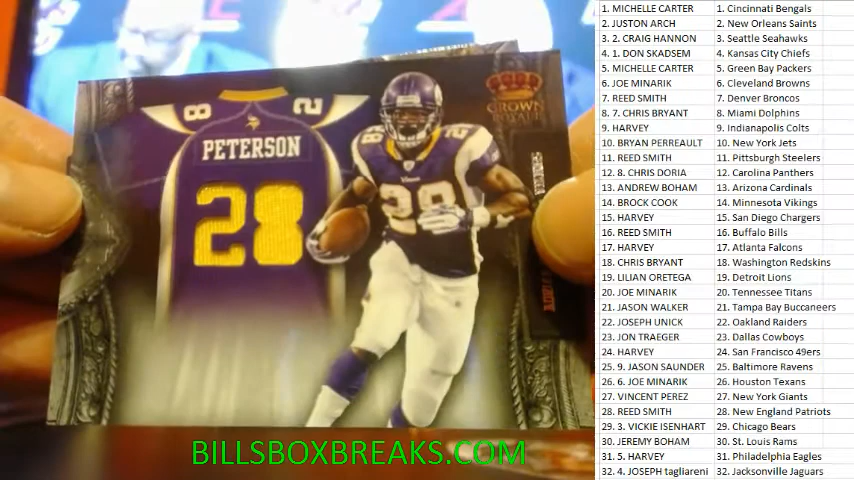 8 2
PETERSON
28
28
CROWN
ROYALE
BILLSBOXBREAKS.COM
1. MICHELLE CARTER 1. Cincinnati Bengals
2. JUSTON ARCH 2. New Orleans Saints
3. 2. CRAIG HANNON 3. Seattle Seahawks
4. 1. DON SKADSEM 4. Kansas City Chiefs
5. MICHELLE CARTER 5. Green Bay Packers
6. JOE MINARIK 6. Cleveland Browns
7. REED SMITH 7. Denver Broncos
8. 7. CHRIS BRYANT 8. Miami Dolphins
9. HARVEY 9. Indianapolis Colts
10. BRYAN PERREAULT 10. New York Jets
11. REED SMITH 11. Pittsburgh Steelers
12. 8. CHRIS DORIA 12. Carolina Panthers
13. ANDREW BOHAM 13. Arizona Cardinals
14. BROCK COOK 14. Minnesota Vikings
15. HARVEY 15. San Diego Chargers
16. REED SMITH 16. Buffalo Bills
17. HARVEY 17. Atlanta Falcons
18. CHRIS BRYANT 18. Washington Redskins
19. LILIAN ORETEGA 19. Detroit Lions
20. JOE MINARIK 20. Tennessee Titans
21. JASON WALKER 21. Tampa Bay Buccaneers
22. JOSEPH UNICK 22. Oakland Raiders
23. JON TRAEGER 23. Dallas Cowboys
24. HARVEY 24. San Francisco 49ers
25. 9. JASON SAUNDER 25. Baltimore Ravens
26. 6. JOE MINARIK 26. Houston Texans
27. VINCENT PEREZ 27. New York Giants
28. REED SMITH 28. New England Patriots
29. 3. VICKIE ISENHART 29. Chicago Bears
30. JEREMY BOHAM 30. St. Louis Rams
31. 5. HARVEY 31. Philadelphia Eagles
32. 4. JOSEPH tagliareni 32. Jacksonville Jaguars